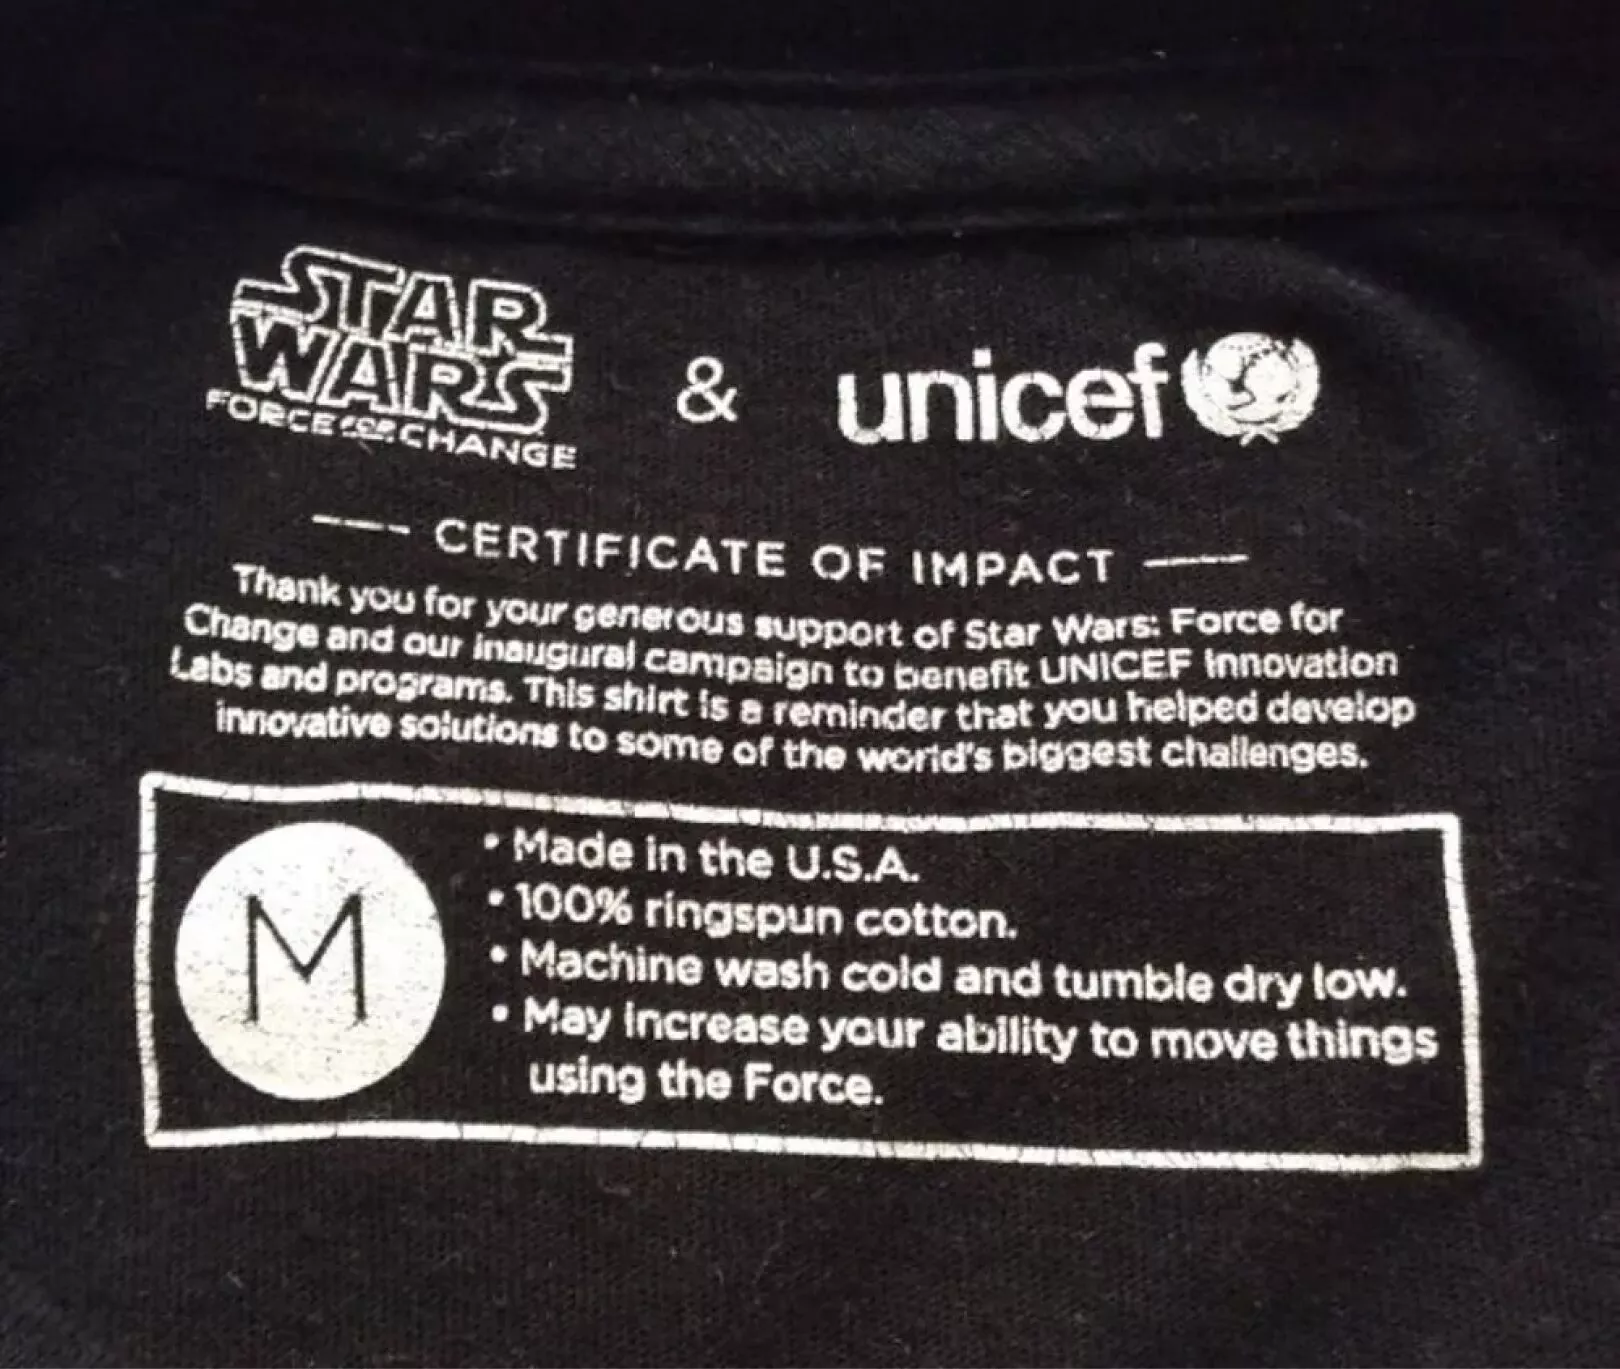 STAR
WARS
FORCE FOR CHANGE
&
unicef
CERTIFICATE OF IMPACT
Thank you for your generous support of Star Wars: Force for
Change and our inaugural campaign to benefit UNICEF Innovation
Labs and programs. This shirt is a reminder that you helped develop
innovative solutions to some of the world's biggest challenges.
M
• Made in the U.S.A.
• 100% ringspun cotton.
• Machine wash cold and tumble dry low.
• May increase your ability to move things
using the Force.